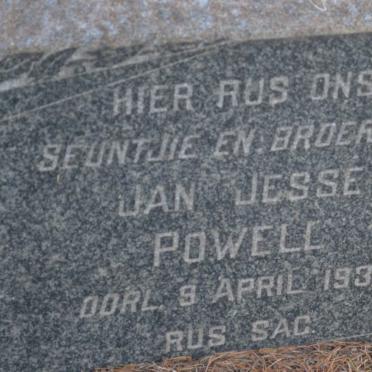 HIER RUS ONS
SEUNTJIE EN BROER
JAN JESSE
POWELL
OORL. 9 APRIL 193
RUS SAG.